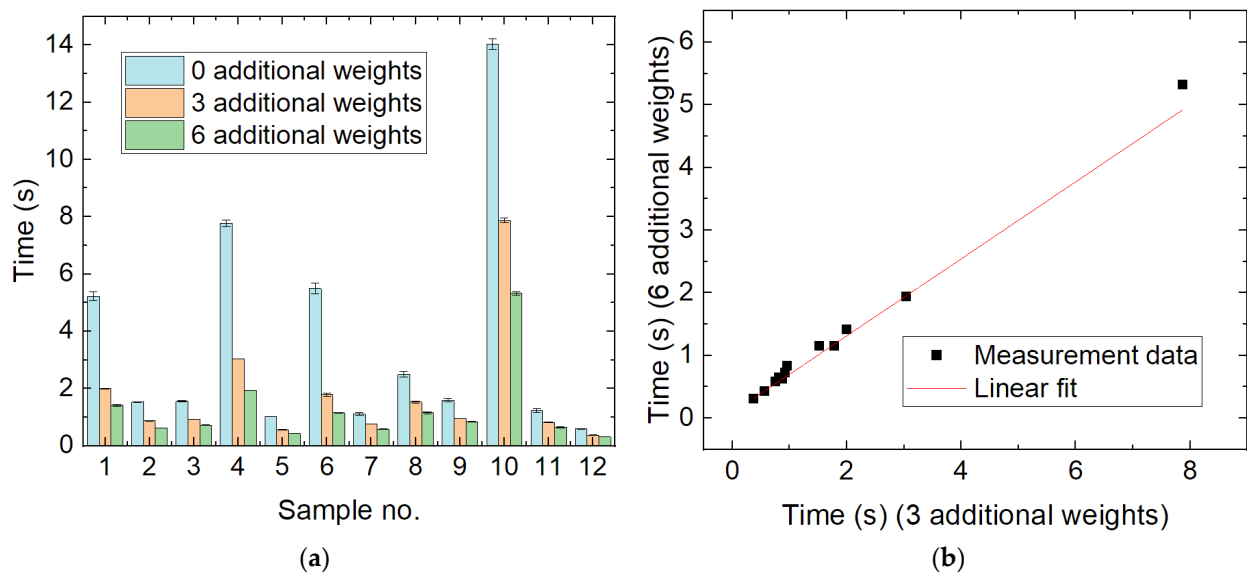 14
12
10
8
6
4
2
0
Time (s)
0 additional weights
3 additional weights
6 additional weights
1 2 3 4 5 6 7 8 9 10 11 12
Sample no.
(a)
6
5
4
3
2
1
0
Time (s) (6 additional weights)
Measurement data
Linear fit
0 2 4 6 8
Time (s) (3 additional weights)
(b)